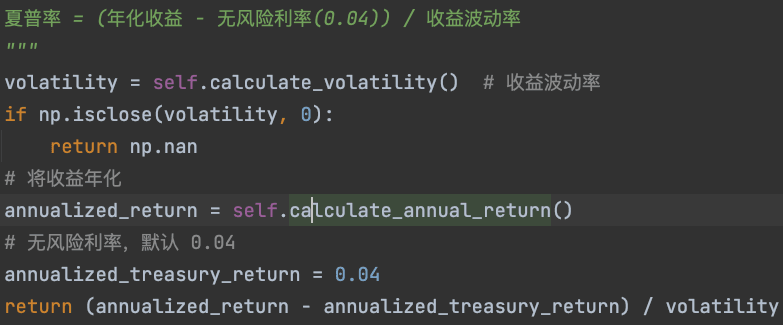 夏普率 = (年化收益 - 无风险利率(0.04)) / 收益波动率
"""
volatility = self.calculate_volatility()  # 收益波动率
if np.isclose(volatility, 0):
    return np.nan
# 将收益年化
annualized_return = self.calculate_annual_return()
# 无风险利率，默认 0.04
annualized_treasury_return = 0.04
return (annualized_return - annualized_treasury_return) / volatility